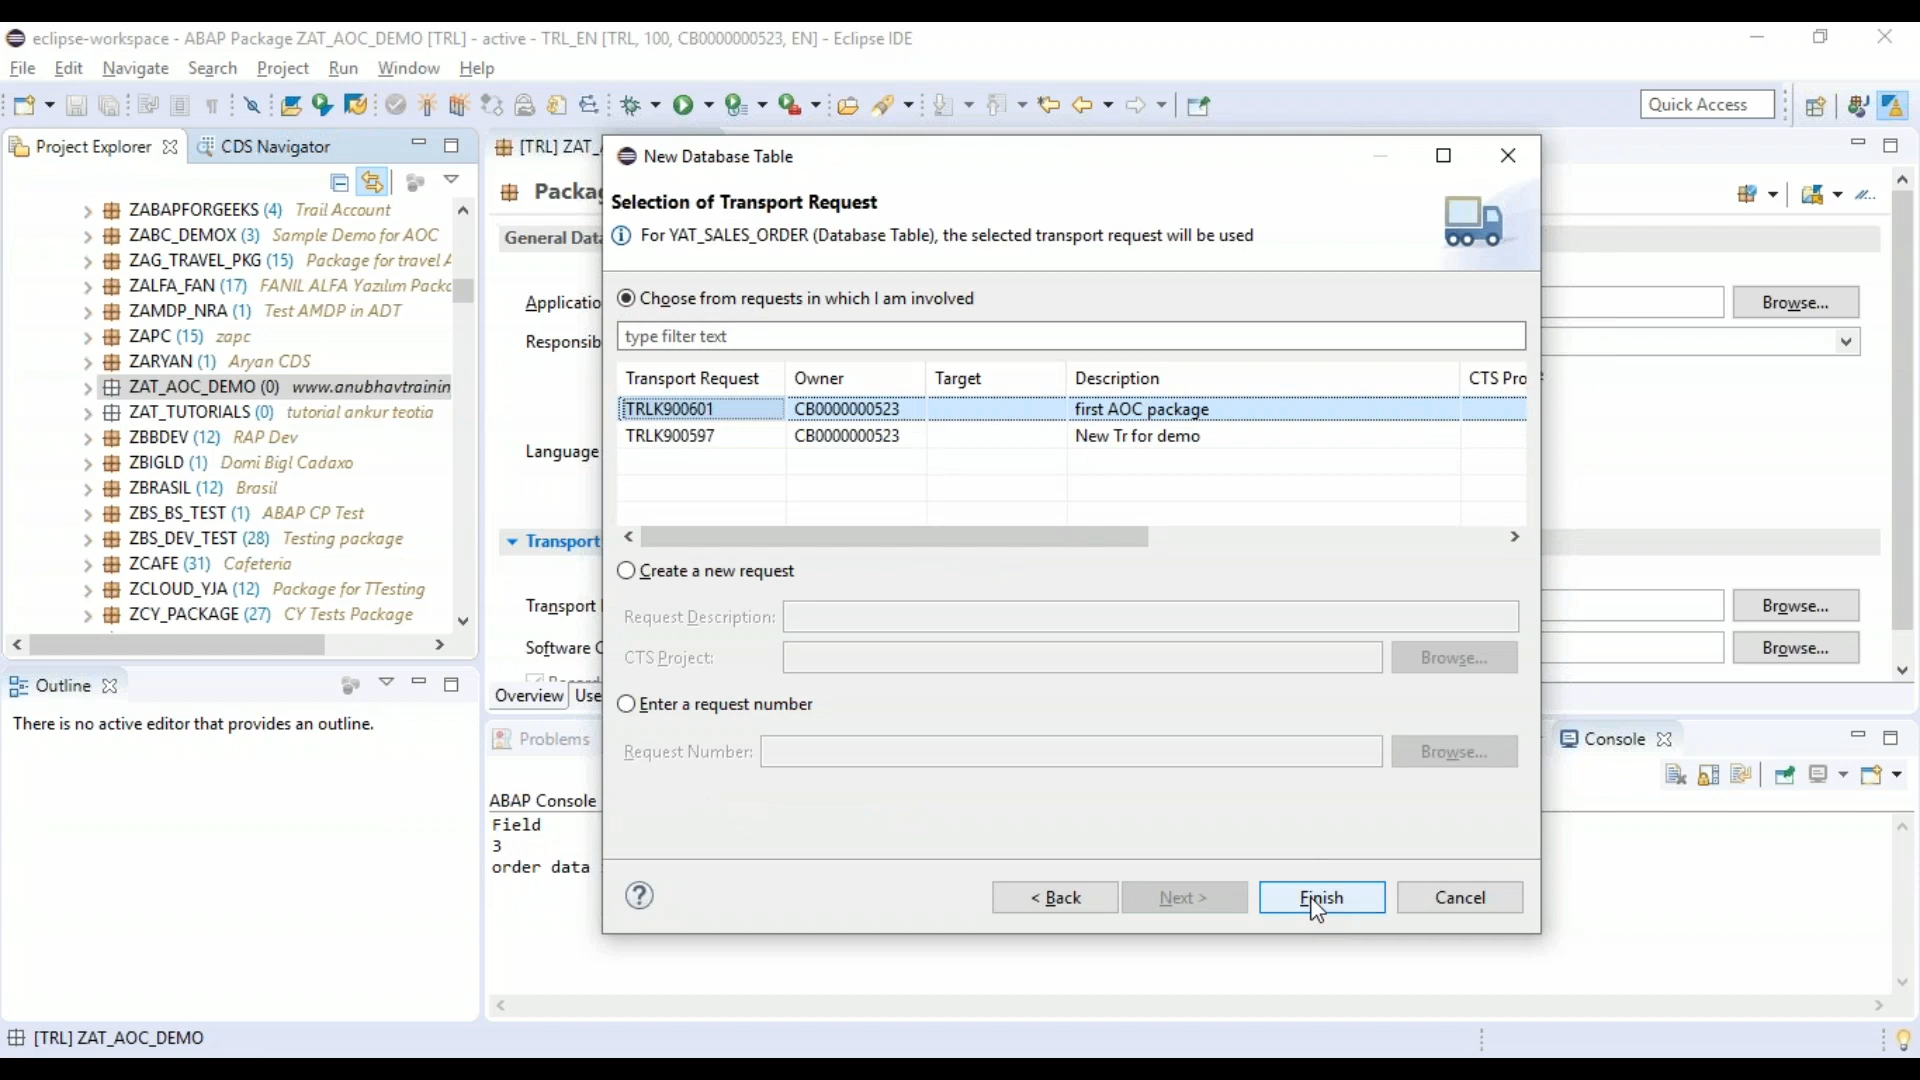 eclipse-workspace - ABAP Package ZAT_AOC_DEMO [TRL] - active - TRL_EN [TRL, 100, CB0000000523, EN] - Eclipse IDE
File Edit Navigate Search Project Run Window Help
Quick Access
Project Explorer CDS Navigator
ZABAPFORGEEKS (4) Trail Account
ZABC_DEMOX (3) Sample Demo for AOC
ZAG_TRAVEL_PKG (15) Package for travel A
ZALFA_FAN (17) FANIL ALFA Yazılım Packa
ZAMDP_NRA (1) Test AMDP in ADT
ZAPC (15) zapc
ZARYAN (1) Aryan CDS
ZAT_AOC_DEMO (0) www.anubhavtrainin
ZAT_TUTORIALS (0) tutorial ankur teotia
ZBBDEV (12) RAP Dev
ZBIGLD (1) Domi Bigl Cadaxo
ZBRASIL (12) Brasil
ZBS_BS_TEST (1) ABAP CP Test
ZBS_DEV_TEST (28) Testing package
ZCAFE (31) Cafeteria
ZCLOUD_YJA (12) Package for TTesting
ZCY_PACKAGE (27) CY Tests Package
Outline
There is no active editor that provides an outline.
[TRL] ZAT_
Packag
General Data
Applicatio
Browse...
Responsib
Language
Transport
Transport
Browse...
Software C
Browse...
Overview Use
Problems
Console
ABAP Console
Field
3
order data
New Database Table
Selection of Transport Request
For YAT_SALES_ORDER (Database Table), the selected transport request will be used
Choose from requests in which I am involved
type filter text
Transport Request Owner Target Description CTS Pro
TRLK900601 CB0000000523 first AOC package
TRLK900597 CB0000000523 New Tr for demo
Create a new request
Request Description:
CTS Project: Browse...
Enter a request number
Request Number: Browse...
< Back Next > Finish Cancel
[TRL] ZAT_AOC_DEMO